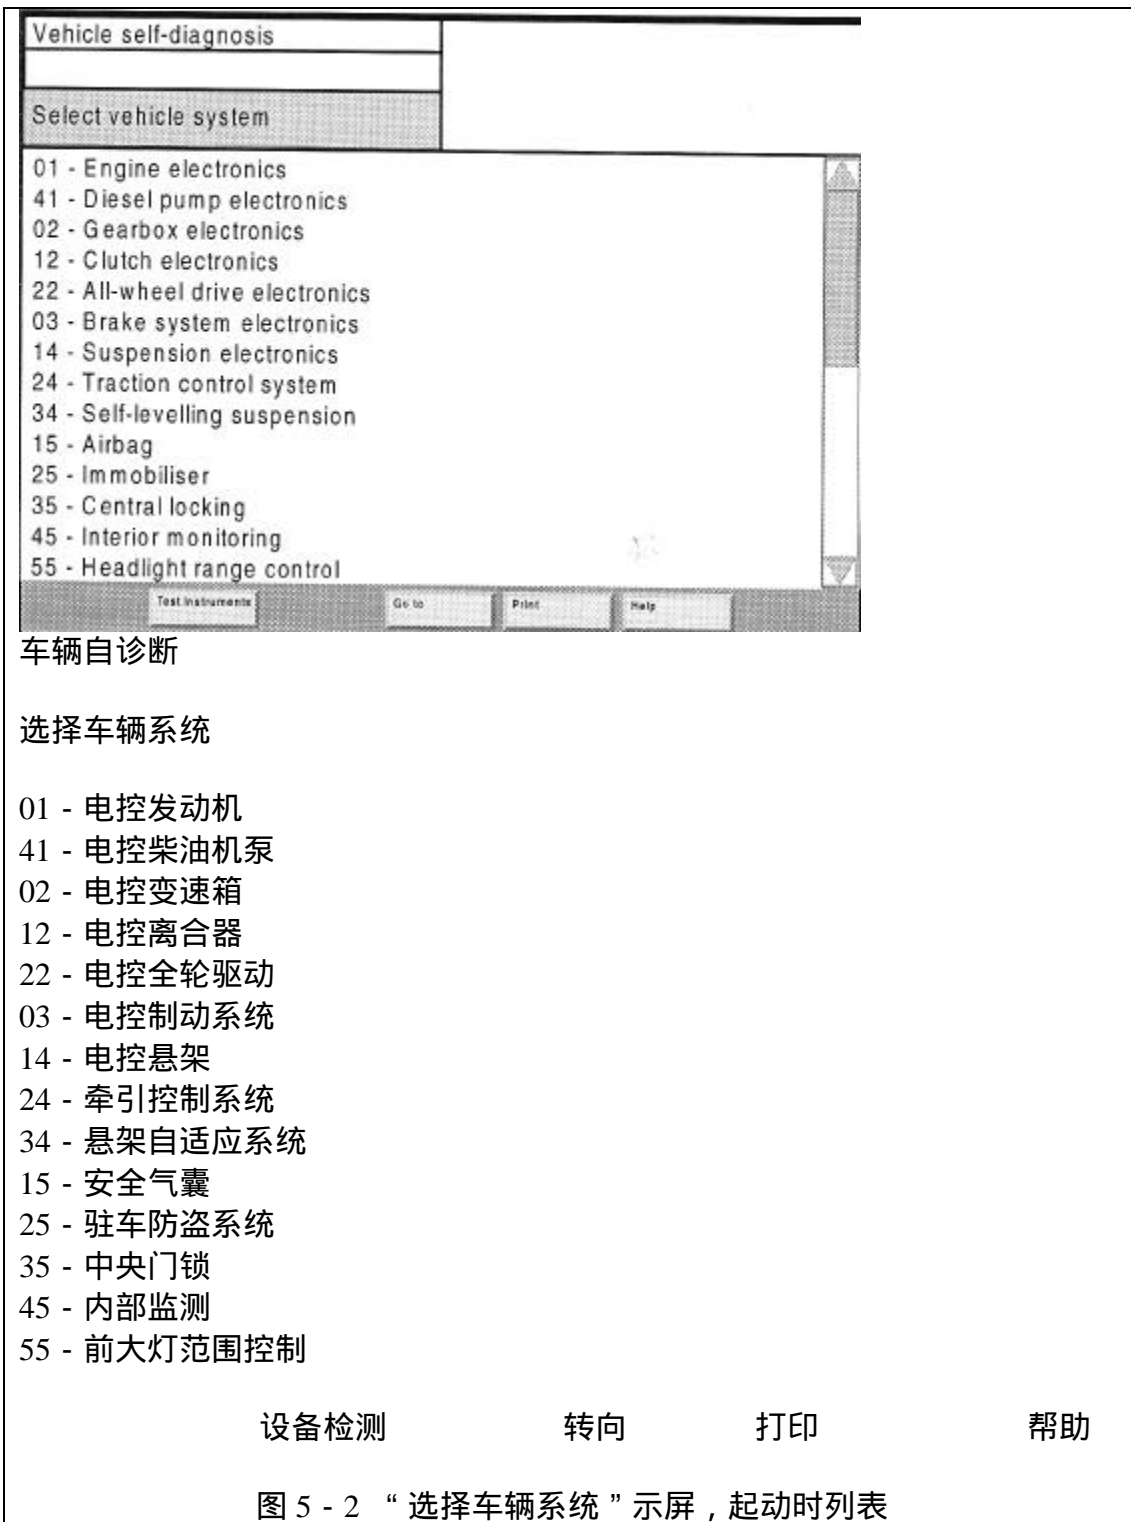 Vehicle self-diagnosis
Select vehicle system
01 - Engine electronics
41 - Diesel pump electronics
02 - Gearbox electronics
12 - Clutch electronics
22 - All-wheel drive electronics
03 - Brake system electronics
14 - Suspension electronics
24 - Traction control system
34 - Self-levelling suspension
15 - Airbag
25 - Immobiliser
35 - Central locking
45 - Interior monitoring
55 - Headlight range control
Test instruments Go to Print Help
车辆自诊断
选择车辆系统
01 - 电控发动机
41 - 电控柴油机泵
02 - 电控变速箱
12 - 电控离合器
22 - 电控全轮驱动
03 - 电控制动系统
14 - 电控悬架
24 - 牵引控制系统
34 - 悬架自适应系统
15 - 安全气囊
25 - 驻车防盗系统
35 - 中央门锁
45 - 内部监测
55 - 前大灯范围控制
设备检测 转向 打印 帮助
图 5 - 2 “选择车辆系统”示屏，起动时列表